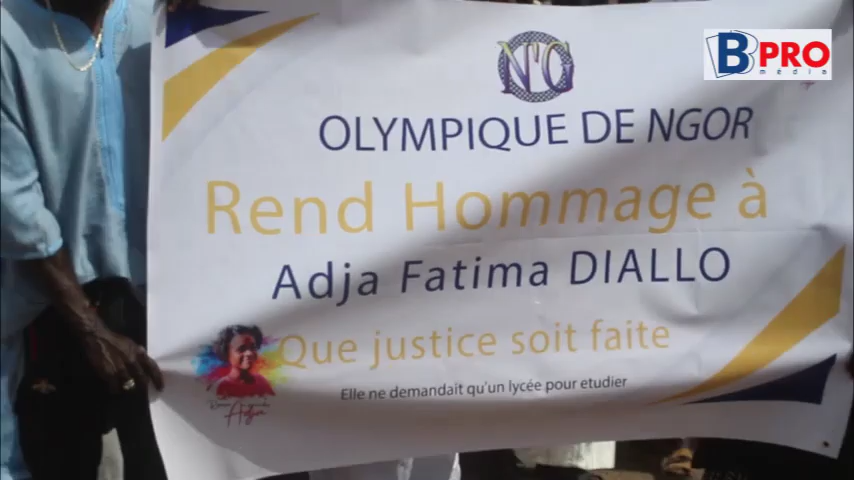 BPRO
média
N'G
OLYMPIQUE DE NGOR
Rend Hommage à
Adja Fatima DIALLO
Que justice soit faite
Elle ne demandait qu'un lycée pour etudier
Adja